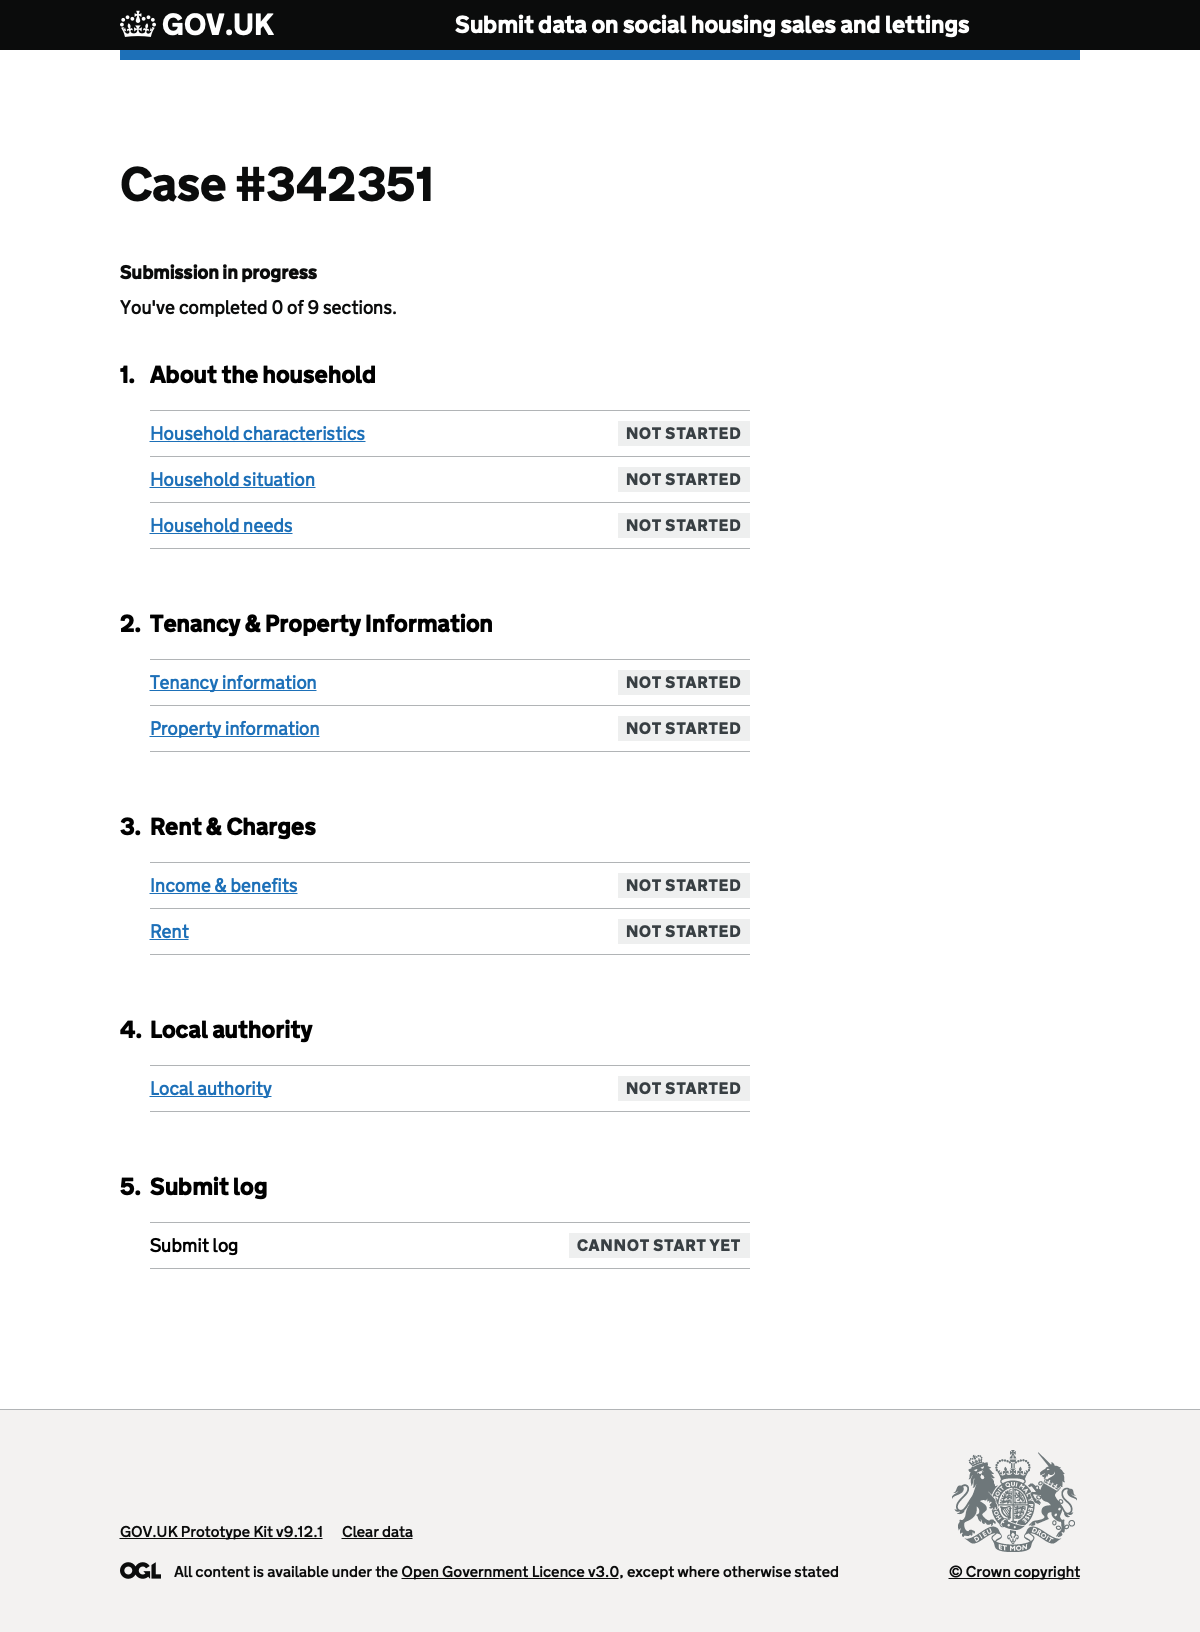 GOV.UK Submit data on social housing sales and lettings
Case #342351
Submission in progress
You've completed 0 of 9 sections.
1. About the household
Household characteristics NOT STARTED
Household situation NOT STARTED
Household needs NOT STARTED
2. Tenancy & Property Information
Tenancy information NOT STARTED
Property information NOT STARTED
3. Rent & Charges
Income & benefits NOT STARTED
Rent NOT STARTED
4. Local authority
Local authority NOT STARTED
5. Submit log
Submit log CANNOT START YET
DIEU ET MON DROIT
GOV.UK Prototype Kit v9.12.1 Clear data
OGL All content is available under the Open Government Licence v3.0, except where otherwise stated © Crown copyright